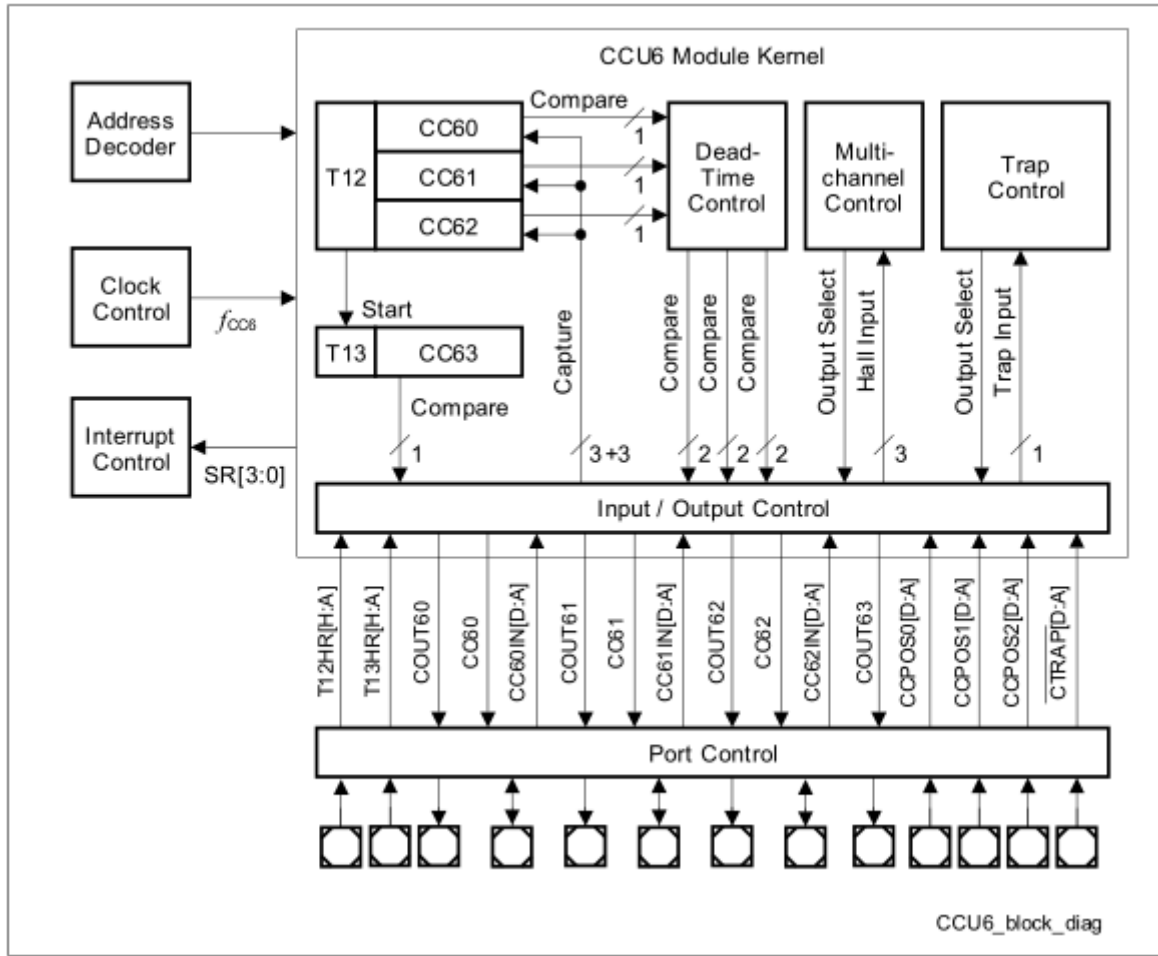 CCU6 Module Kernel
Address
Decoder
Clock
Control
fCC6
Interrupt
Control
SR[3:0]
T12
CC60
CC61
CC62
Compare
1
1
1
Dead-
Time
Control
Multi-
channel
Control
Trap
Control
Start
T13
CC63
Compare
1
Capture
3+3
Compare
Compare
Compare
2
2
2
Output Select
Hall Input
3
Output Select
Trap Input
1
Input / Output Control
T12HR[H:A]
T13HR[H:A]
COUT60
CC60
CC60IN[D:A]
COUT61
CC61
CC61IN[D:A]
COUT62
CC62
CC62IN[D:A]
COUT63
CCPOS0[D:A]
CCPOS1[D:A]
CCPOS2[D:A]
CTRAP[D:A]
Port Control
CCU6_block_diag